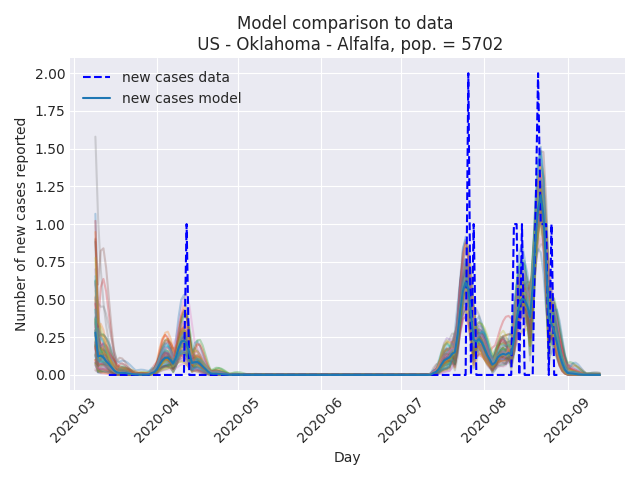 Model comparison to data
US - Oklahoma - Alfalfa, pop. = 5702
new cases data
new cases model
Number of new cases reported
2.00
1.75
1.50
1.25
1.00
0.75
0.50
0.25
0.00
2020-03
2020-04
2020-05
2020-06
2020-07
2020-08
2020-09
Day